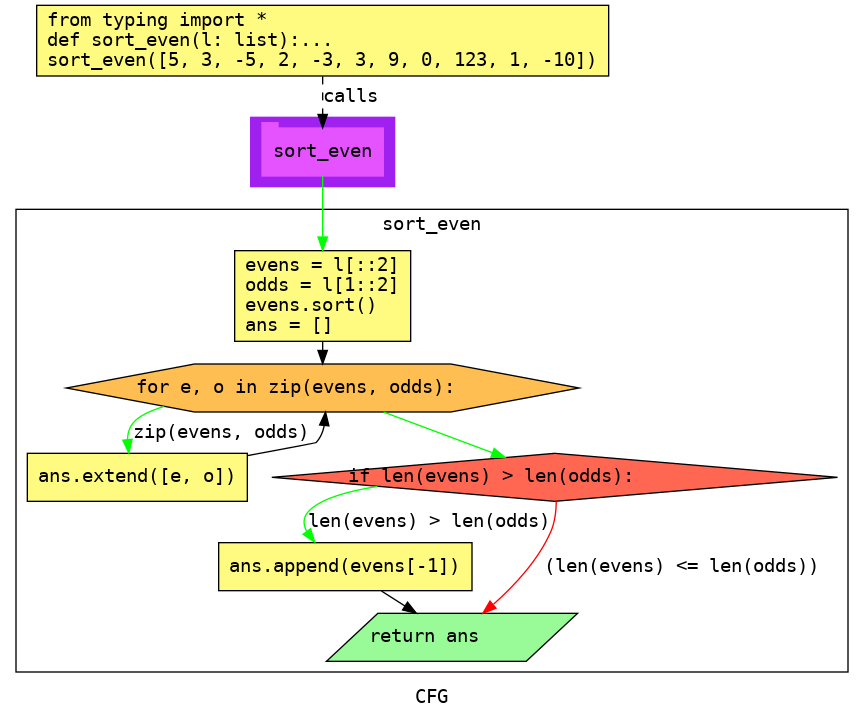 from typing import *
def sort_even(l: list):...
sort_even([5, 3, -5, 2, -3, 3, 9, 0, 123, 1, -10])
calls
sort_even
sort_even
evens = l[::2]
odds = l[1::2]
evens.sort()
ans = []
for e, o in zip(evens, odds):
zip(evens, odds)
ans.extend([e, o])
if len(evens) > len(odds):
len(evens) > len(odds)
(len(evens) <= len(odds))
ans.append(evens[-1])
return ans
CFG